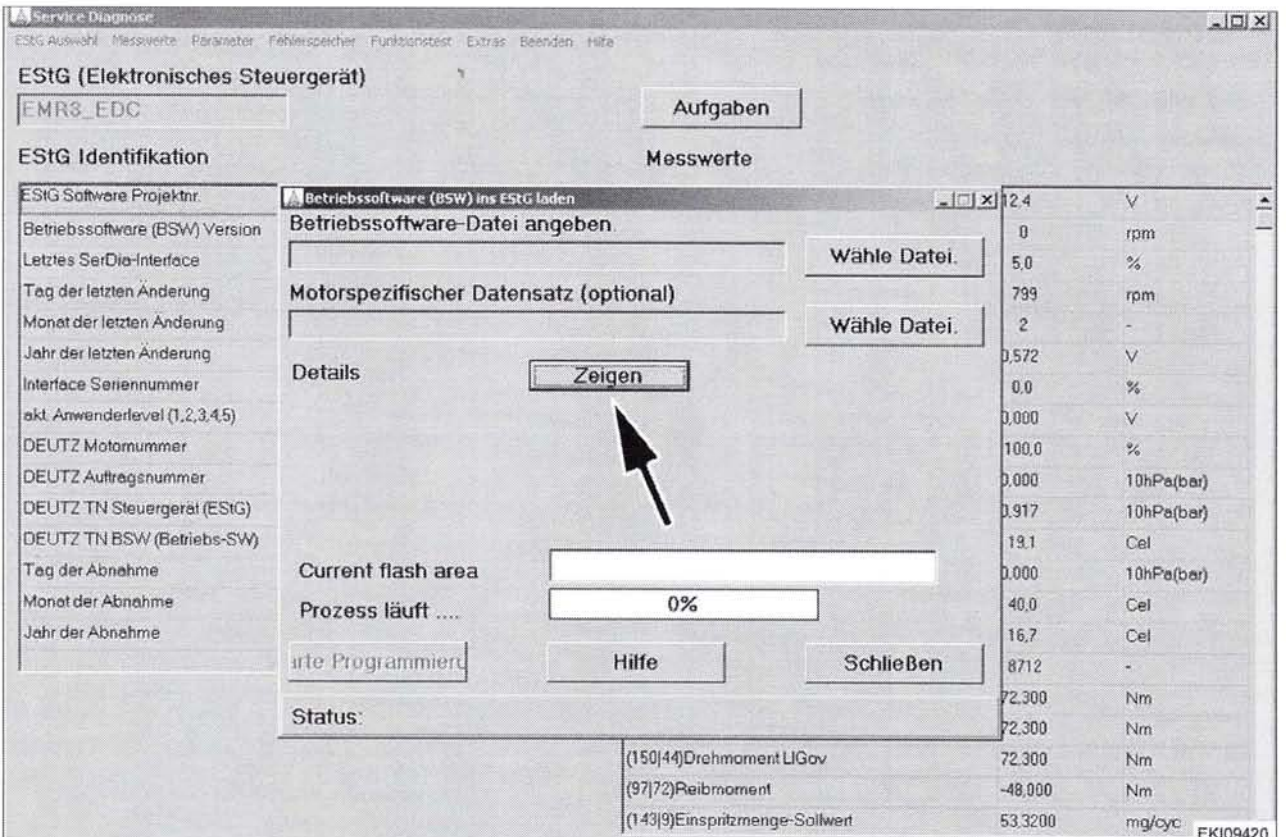 Service Diagnose
EStG Auswahl Messwerte Parameter Fehlerspeicher Funktionstest Extras Beenden Hilfe
EStG (Elektronisches Steuergerät)
EMR3_EDC
Aufgaben
EStG Identifikation
Messwerte
EStG Software Projektnr.
Betriebssoftware (BSW) Version
Letztes SerDia-Interface
Tag der letzten Änderung
Monat der letzten Änderung
Jahr der letzten Änderung
Interface Seriennummer
akt. Anwenderlevel (1,2,3,4,5)
DEUTZ Motornummer
DEUTZ Auftragsnummer
DEUTZ TN Steuergerät (EStG)
DEUTZ TN BSW (Betriebs-SW)
Tag der Abnahme
Monat der Abnahme
Jahr der Abnahme
Betriebssoftware (BSW) ins EStG laden
Betriebssoftware-Datei angeben.
Wähle Datei.
Motorspezifischer Datensatz (optional)
Wähle Datei.
Details
Zeigen
Current flash area
Prozess läuft ....
0%
arte Programmieru
Hilfe
Schließen
Status:
12,4 V
0 rpm
5,0 %
799 rpm
2 -
0,572 V
0,0 %
0,000 V
100,0 %
0,000 10hPa(bar)
0,917 10hPa(bar)
19,1 Cel
0,000 10hPa(bar)
40,0 Cel
16,7 Cel
8712 -
72,300 Nm
72,300 Nm
(150|44)Drehmoment LIGov 72,300 Nm
(97|72)Reibmoment -48,000 Nm
(143|9)Einspritzmenge-Sollwert 53,3200 mg/cyc
EKI09420